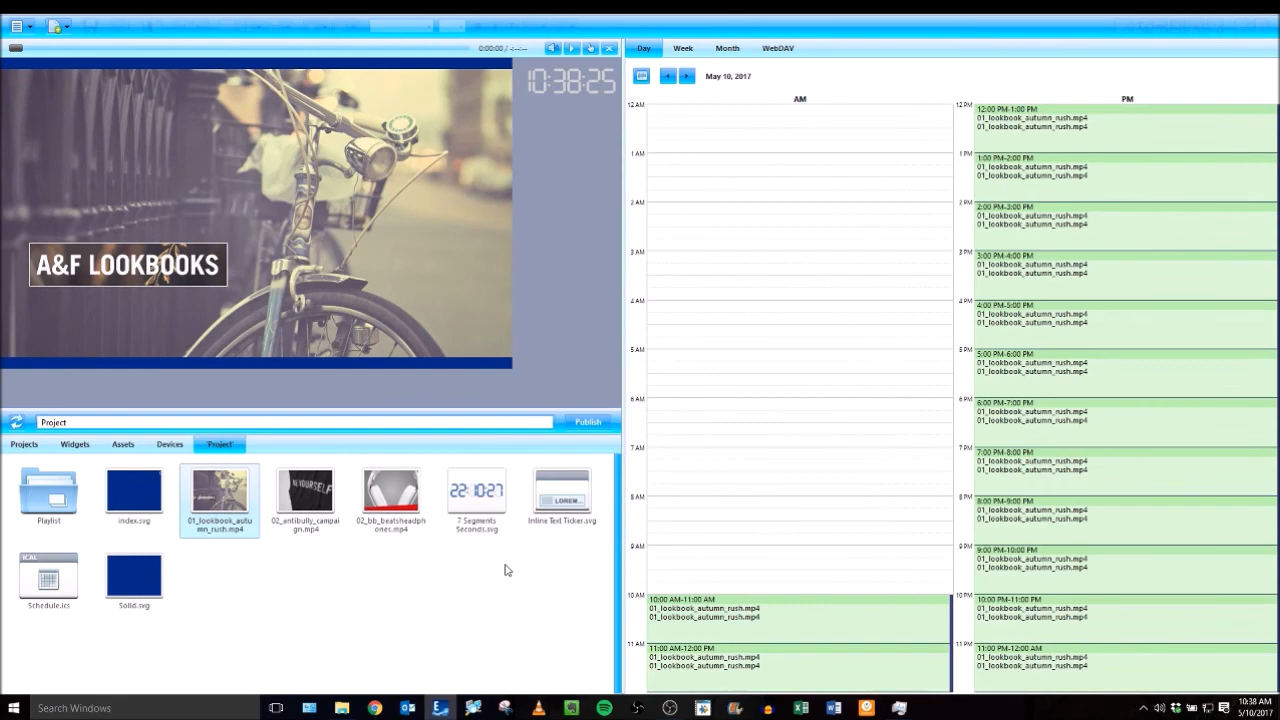 0:00:00 / -:--:--
10:38:25
A&F LOOKBOOKS
Project
Publish
Projects Widgets Assets Devices 'Project'
Playlist
index.svg
01_lookbook_autu
mn_rush.mp4
02_antibully_campai
gn.mp4
02_bb_beatsheadph
ones.mp4
22:10:27
7 Segments
Seconds.svg
LOREM...
Inline Text Ticker.svg
ICAL
Schedule.ics
Solid.svg
Day Week Month WebDAV
May 10, 2017
AM
12 AM
1 AM
2 AM
3 AM
4 AM
5 AM
6 AM
7 AM
8 AM
9 AM
10 AM
10:00 AM-11:00 AM
01_lookbook_autumn_rush.mp4
01_lookbook_autumn_rush.mp4
11 AM
11:00 AM-12:00 PM
01_lookbook_autumn_rush.mp4
01_lookbook_autumn_rush.mp4
PM
12 PM
12:00 PM-1:00 PM
01_lookbook_autumn_rush.mp4
01_lookbook_autumn_rush.mp4
1 PM
1:00 PM-2:00 PM
01_lookbook_autumn_rush.mp4
01_lookbook_autumn_rush.mp4
2 PM
2:00 PM-3:00 PM
01_lookbook_autumn_rush.mp4
01_lookbook_autumn_rush.mp4
3 PM
3:00 PM-4:00 PM
01_lookbook_autumn_rush.mp4
01_lookbook_autumn_rush.mp4
4 PM
4:00 PM-5:00 PM
01_lookbook_autumn_rush.mp4
01_lookbook_autumn_rush.mp4
5 PM
5:00 PM-6:00 PM
01_lookbook_autumn_rush.mp4
01_lookbook_autumn_rush.mp4
6 PM
6:00 PM-7:00 PM
01_lookbook_autumn_rush.mp4
01_lookbook_autumn_rush.mp4
7 PM
7:00 PM-8:00 PM
01_lookbook_autumn_rush.mp4
01_lookbook_autumn_rush.mp4
8 PM
8:00 PM-9:00 PM
01_lookbook_autumn_rush.mp4
01_lookbook_autumn_rush.mp4
9 PM
9:00 PM-10:00 PM
01_lookbook_autumn_rush.mp4
01_lookbook_autumn_rush.mp4
10 PM
10:00 PM-11:00 PM
01_lookbook_autumn_rush.mp4
01_lookbook_autumn_rush.mp4
11 PM
11:00 PM-12:00 AM
01_lookbook_autumn_rush.mp4
01_lookbook_autumn_rush.mp4
Search Windows
10:38 AM
5/10/2017